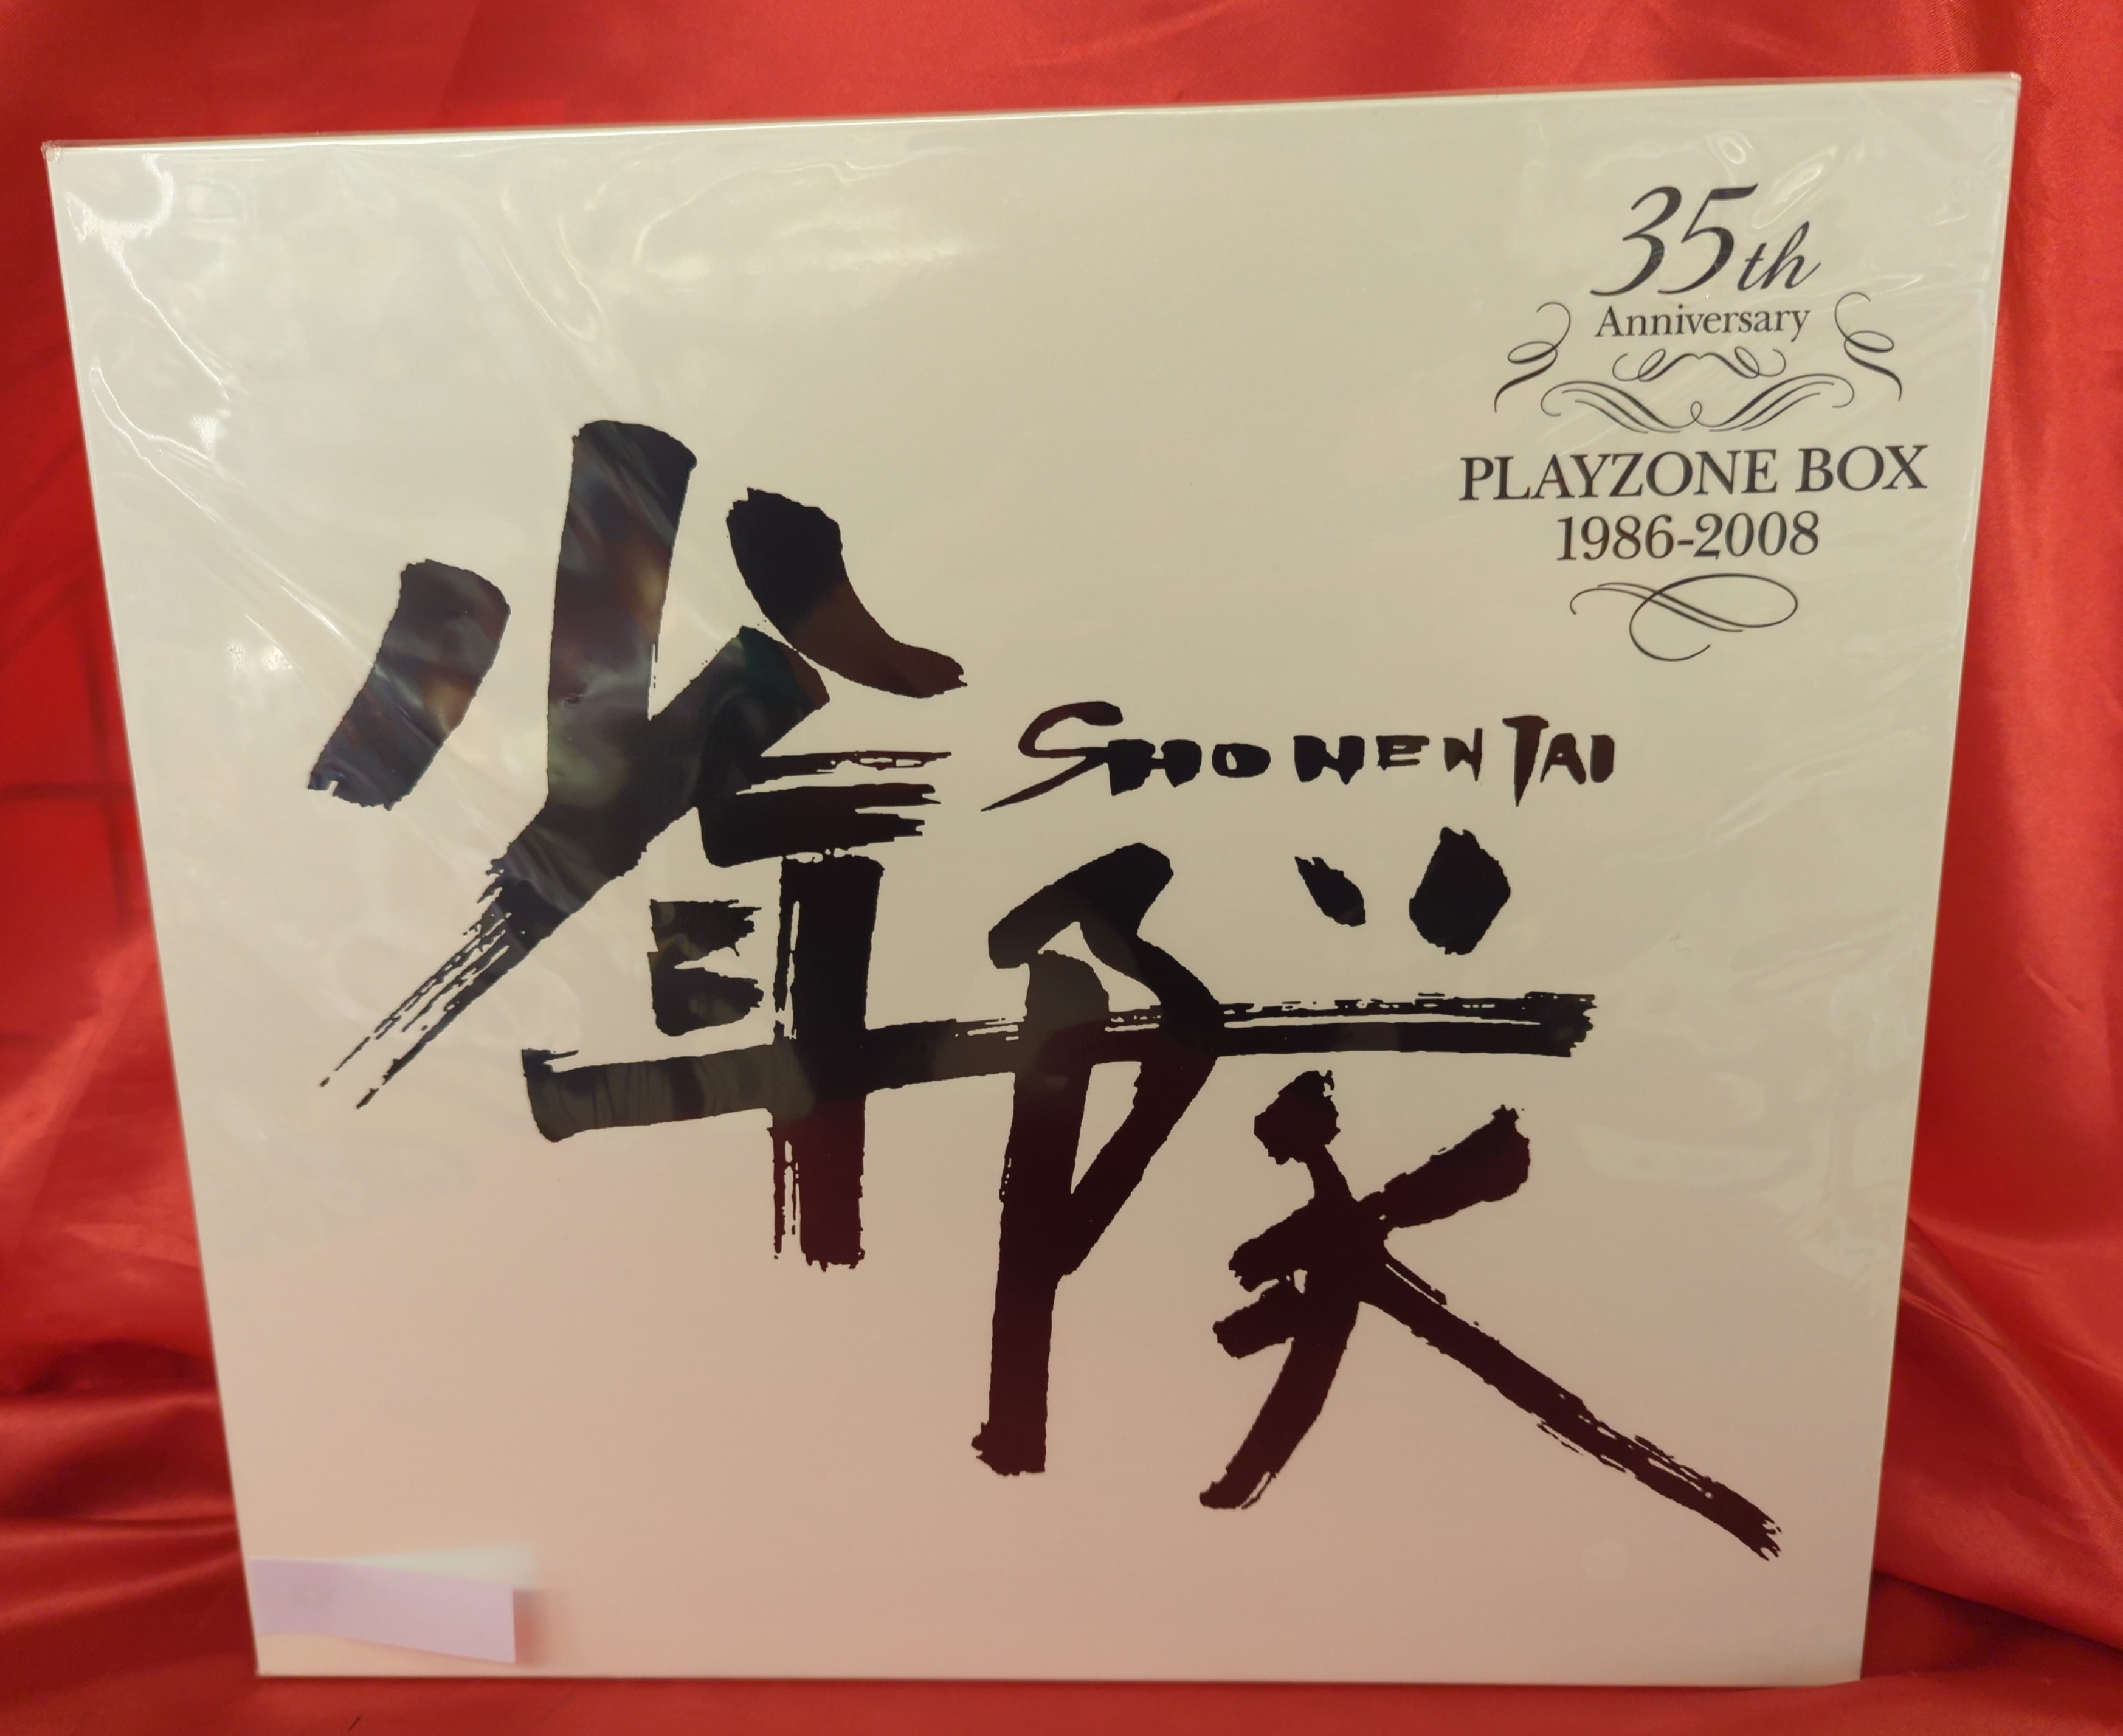 35th
Anniversary
PLAYZONE BOX
1986-2008
SHONENTAI
少年隊